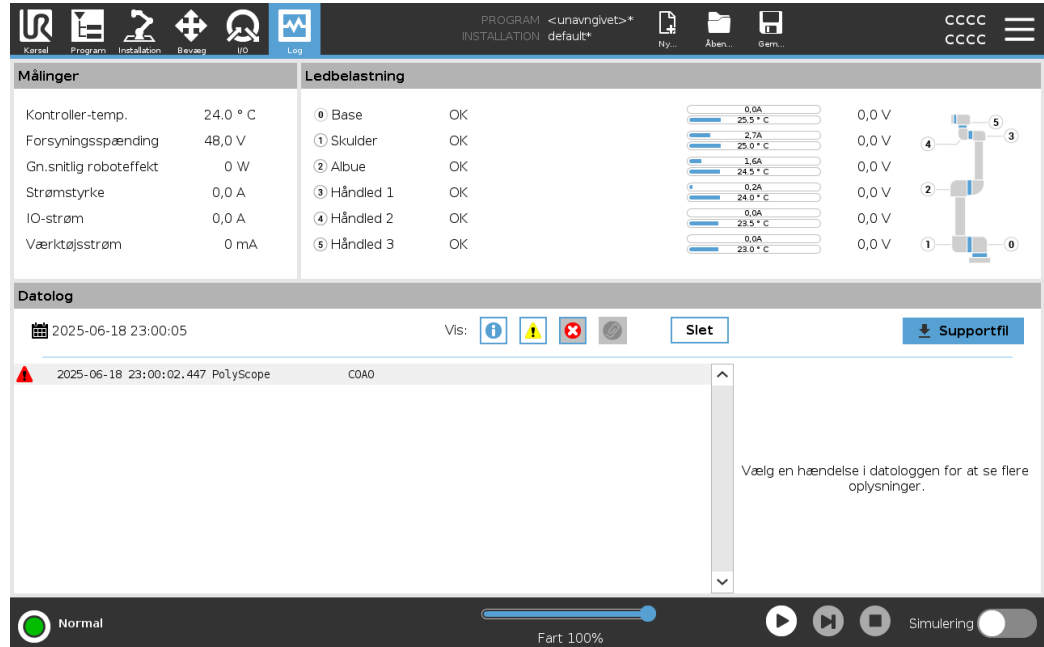 UR
Kørsel Program Installation Bevæg I/O Log
PROGRAM <unavngivet>*
INSTALLATION default*
Ny... Åben... Gem...
CCCC
CCCC
Målinger
Kontroller-temp. 24.0 ° C
Forsyningsspænding 48,0 V
Gn.snitlig roboteffekt 0 W
Strømstyrke 0,0 A
IO-strøm 0,0 A
Værktøjsstrøm 0 mA
Ledbelastning
0 Base OK 0,0A 25.5 ° C 0,0 V
1 Skulder OK 2,7A 25.0 ° C 0,0 V
2 Albue OK 1,6A 24.5 ° C 0,0 V
3 Håndled 1 OK 0,2A 24.0 ° C 0,0 V
4 Håndled 2 OK 0,0A 23.5 ° C 0,0 V
5 Håndled 3 OK 0,0A 23.0 ° C 0,0 V
5
4 3
2
1 0
Datolog
2025-06-18 23:00:05 Vis: Slet Supportfil
2025-06-18 23:00:02.447 PolyScope C0A0
Vælg en hændelse i datologgen for at se flere
oplysninger.
Normal
Fart 100%
Simulering